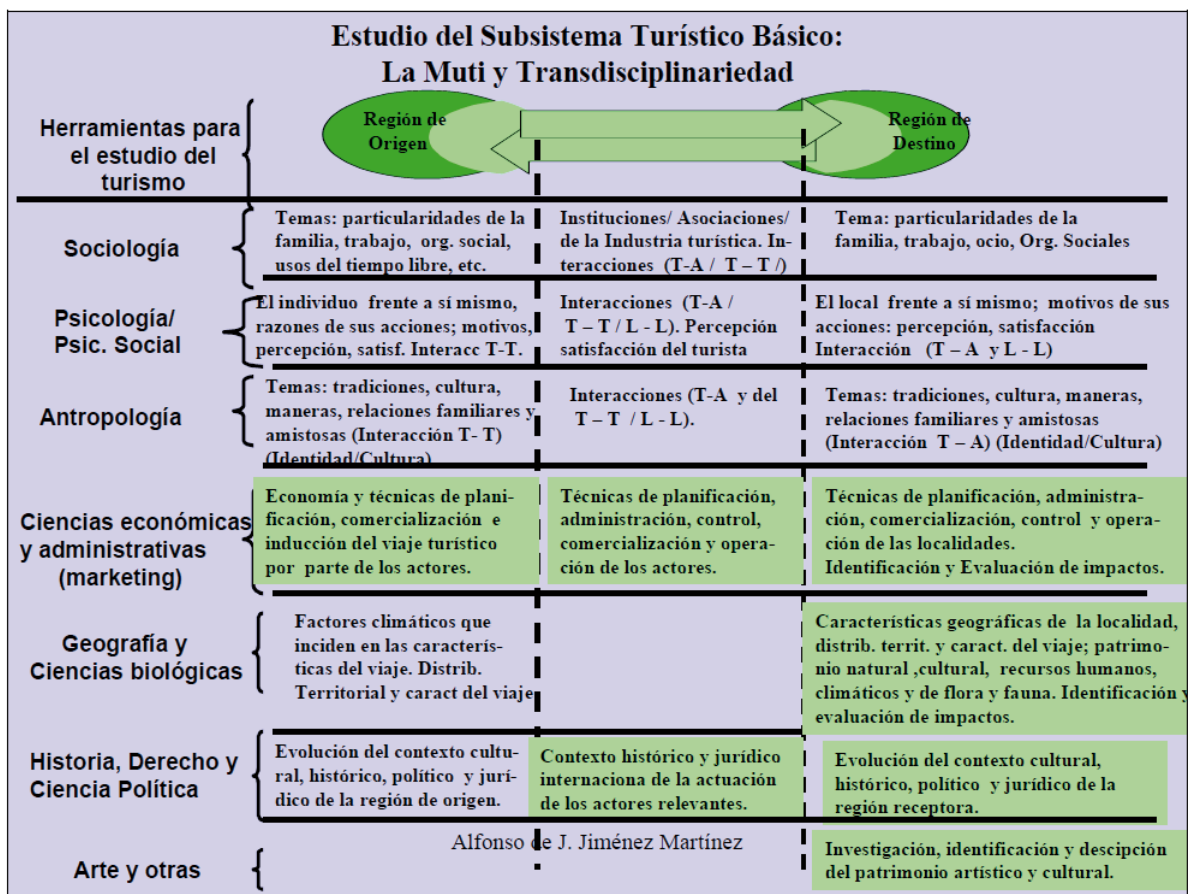 Estudio del Subsistema Turístico Básico:
La Muti y Transdisciplinariedad
Herramientas para
el estudio del
turismo
Región de
Origen
Región de
Destino
Sociología
Temas: particularidades de la
familia, trabajo, org. social,
usos del tiempo libre, etc.
Instituciones/ Asociaciones/
de la Industria turística. In-
teracciones (T-A / T – T /)
Tema: particularidades de la
familia, trabajo, ocio, Org. Sociales
Psicología/
Psic. Social
El individuo frente a sí mismo,
razones de sus acciones; motivos,
percepción, satisf. Interacc T-T.
Interacciones (T-A /
T – T / L - L). Percepción
satisfacción del turista
El local frente a sí mismo; motivos de sus
acciones: percepción, satisfacción
Interacción (T – A y L - L)
Antropología
Temas: tradiciones, cultura,
maneras, relaciones familiares y
amistosas (Interacción T- T)
(Identidad/Cultura)
Interacciones (T-A y del
T – T / L - L).
Temas: tradiciones, cultura, maneras,
relaciones familiares y amistosas
(Interacción T – A) (Identidad/Cultura)
Ciencias económicas
y administrativas
(marketing)
Economía y técnicas de plani-
ficación, comercialización e
inducción del viaje turístico
por parte de los actores.
Técnicas de planificación,
administración, control,
comercialización y opera-
ción de los actores.
Técnicas de planificación, administra-
ción, comercialización, control y opera-
ción de las localidades.
Identificación y Evaluación de impactos.
Geografía y
Ciencias biológicas
Factores climáticos que
inciden en las caracterís-
ticas del viaje. Distrib.
Territorial y caract del viaje
Características geográficas de la localidad,
distrib. territ. y caract. del viaje; patrimo-
nio natural ,cultural, recursos humanos,
climáticos y de flora y fauna. Identificación y
evaluación de impactos.
Historia, Derecho y
Ciencia Política
Evolución del contexto cultu-
ral, histórico, político y jurí-
dico de la región de origen.
Contexto histórico y jurídico
internaciona de la actuación
de los actores relevantes.
Evolución del contexto cultural,
histórico, político y jurídico de la
región receptora.
Alfonso de J. Jiménez Martínez
Arte y otras
Investigación, identificación y descipción
del patrimonio artístico y cultural.